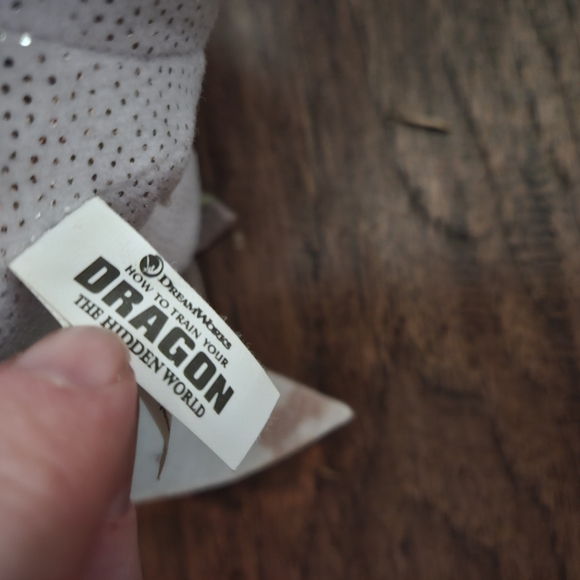 DREAMWORKS
HOW TO TRAIN YOUR
DRAGON
THE HIDDEN WORLD